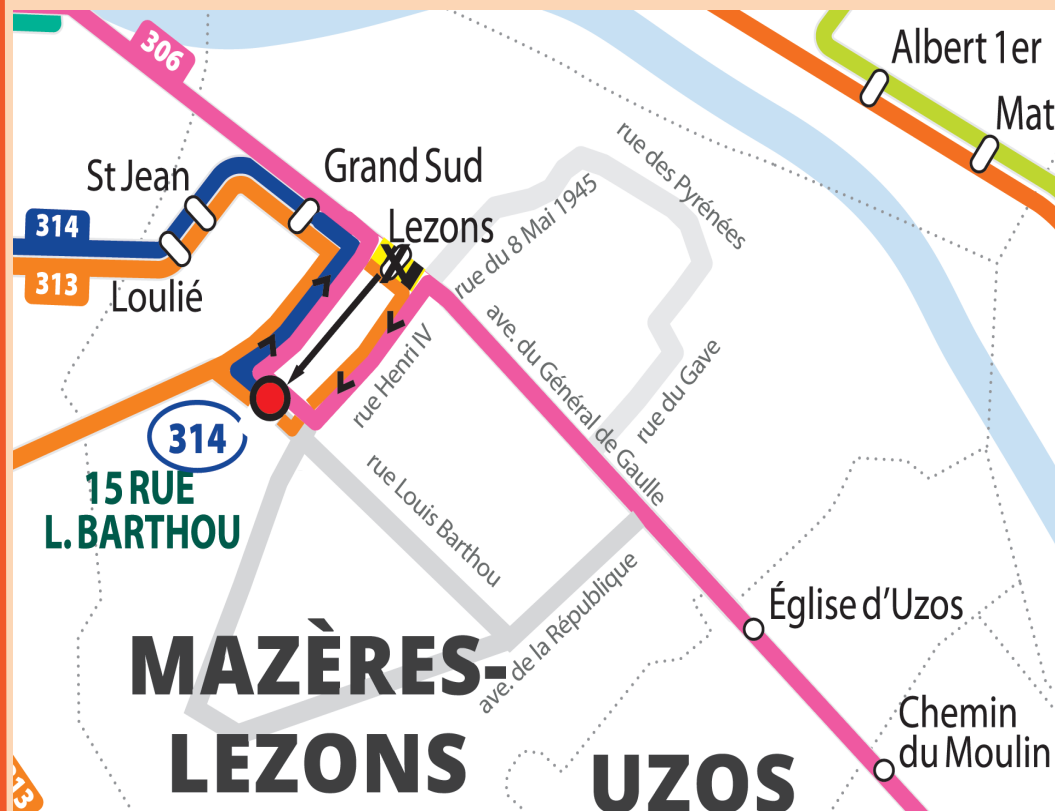 306
Albert 1er
Mat
rue des Pyrénées
St Jean
Grand Sud
rue du 8 Mai 1945
314
Lezons
313
Loulié
ave. du Général de Gaulle
rue Henri IV
rue du Gave
314
15 RUE
L. BARTHOU
rue Louis Barthou
ave. de la République
Église d'Uzos
MAZÈRES-
LEZONS
Chemin
du Moulin
UZOS
13